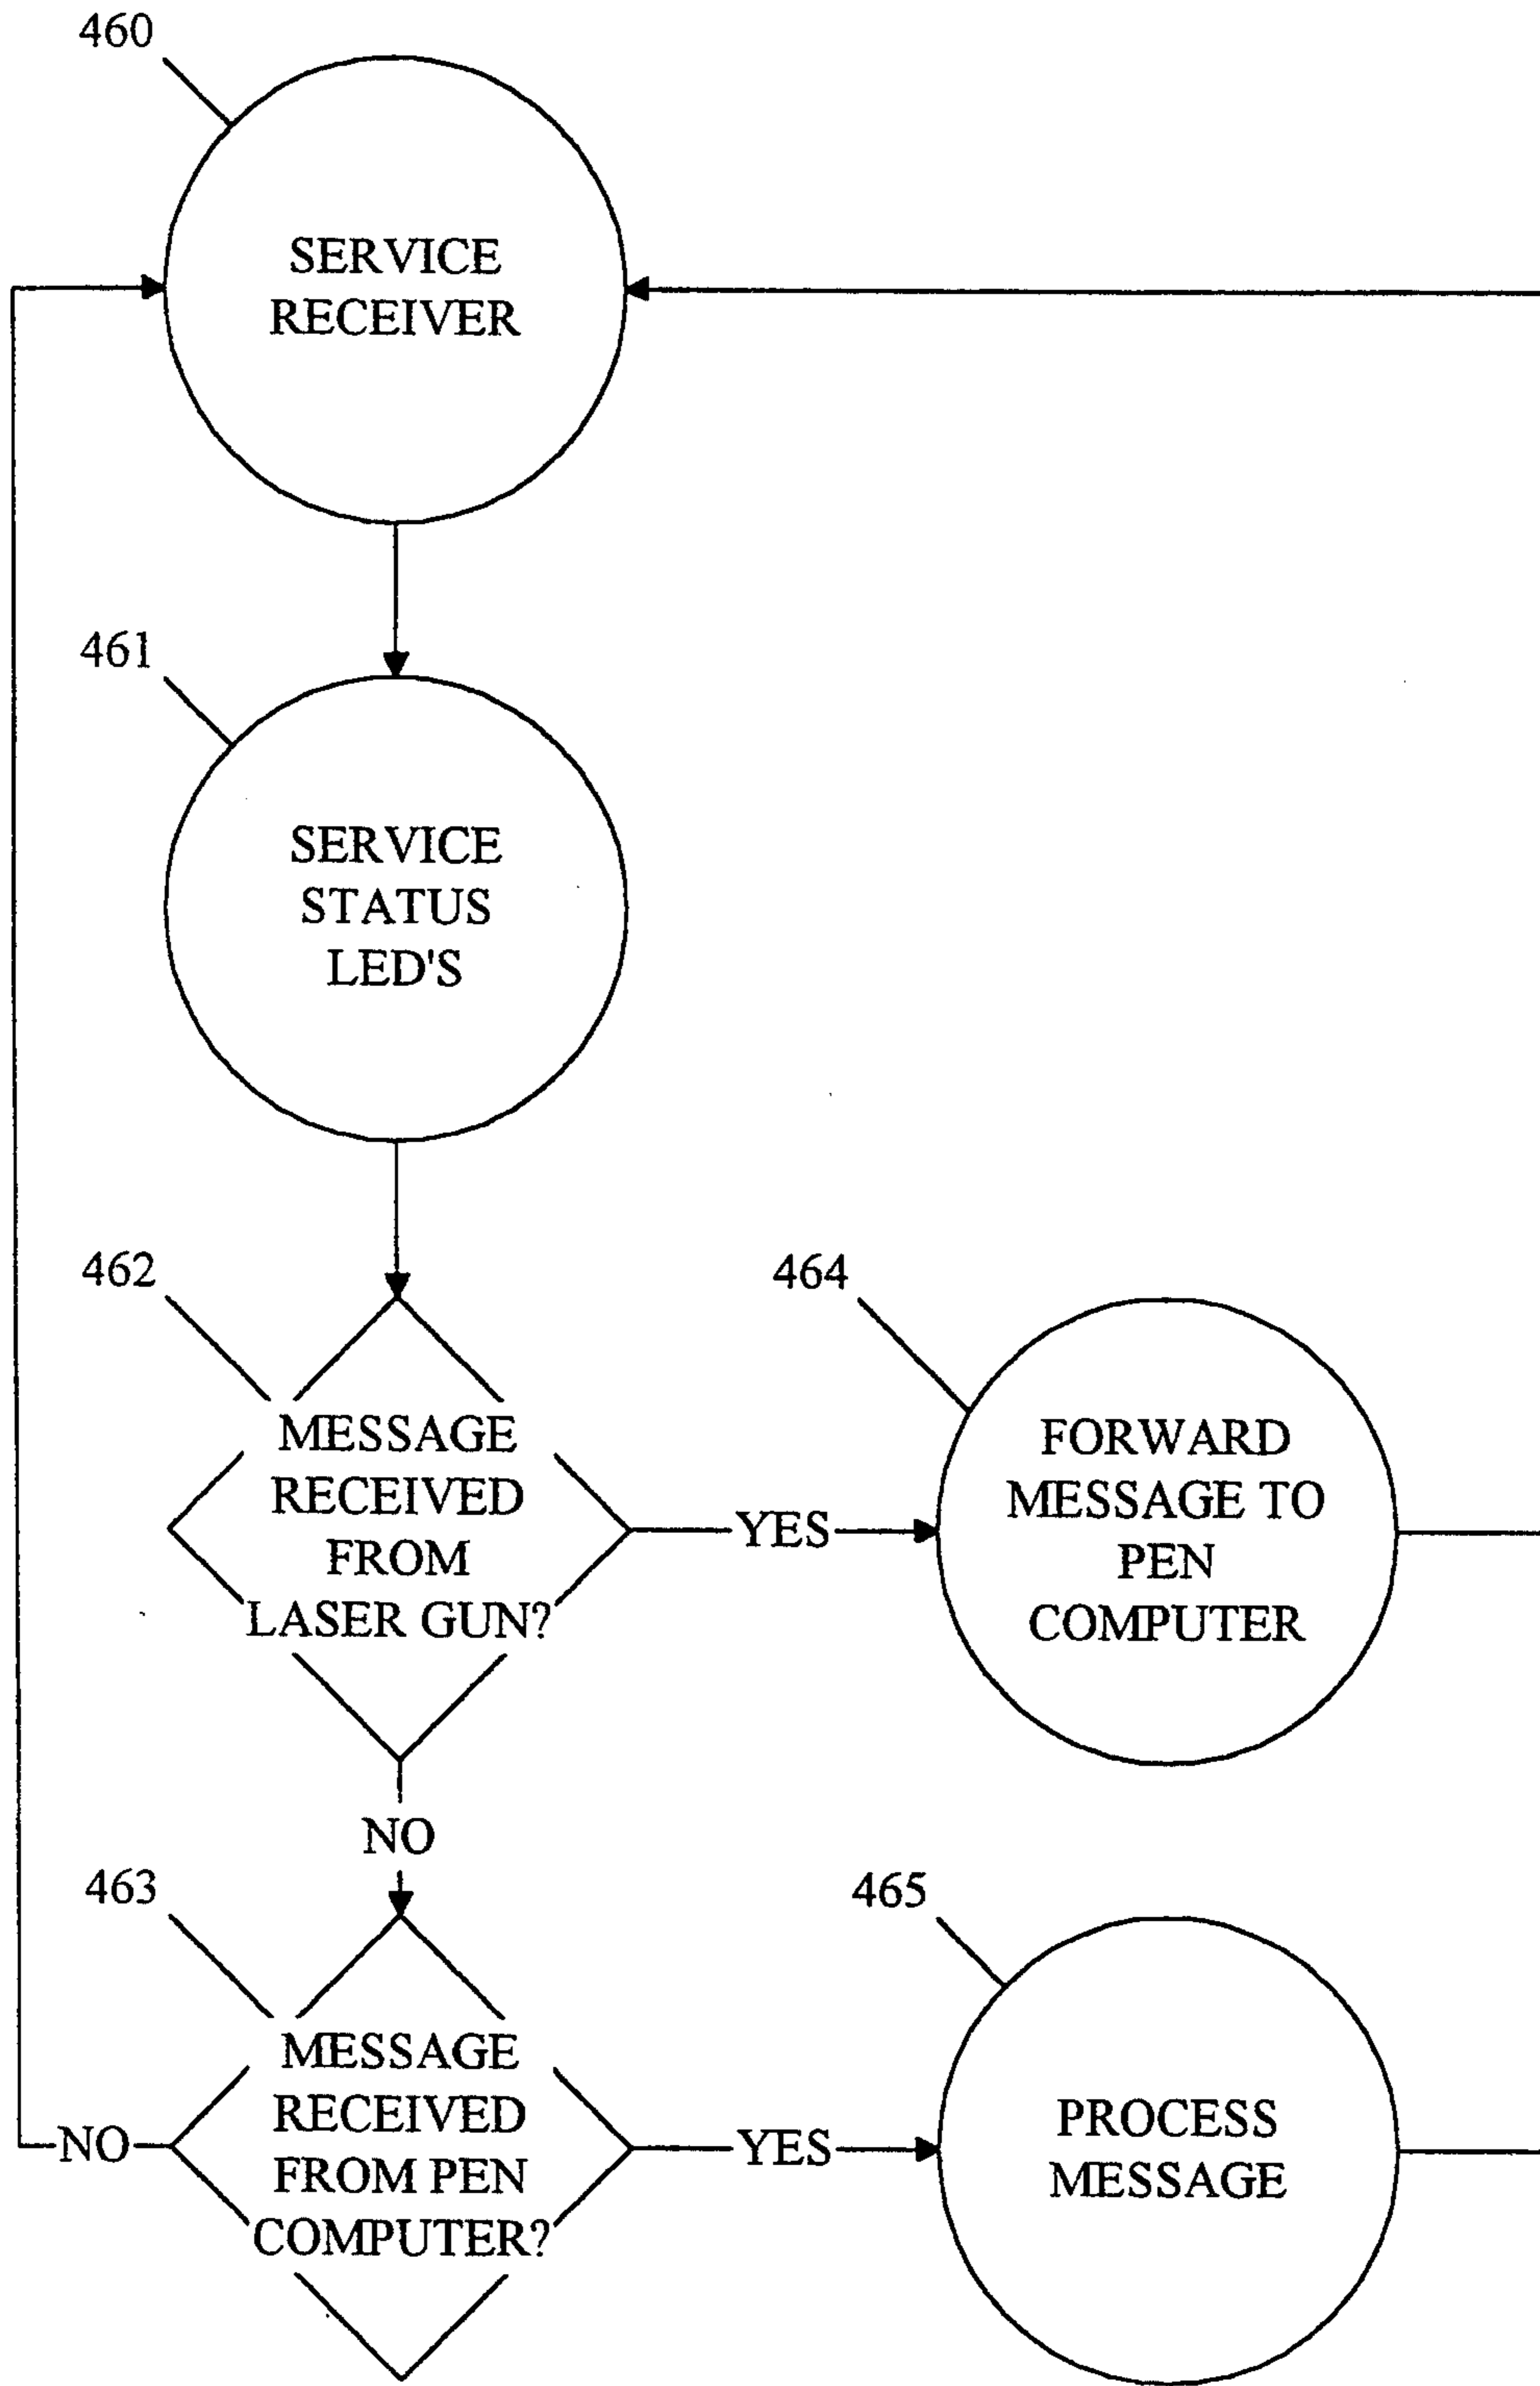 460
SERVICE
RECEIVER
461
SERVICE
STATUS
LED'S
462
MESSAGE
RECEIVED
FROM
LASER GUN?
YES
464
FORWARD
MESSAGE TO
PEN
COMPUTER
NO
463
MESSAGE
RECEIVED
FROM PEN
COMPUTER?
NO
YES
465
PROCESS
MESSAGE